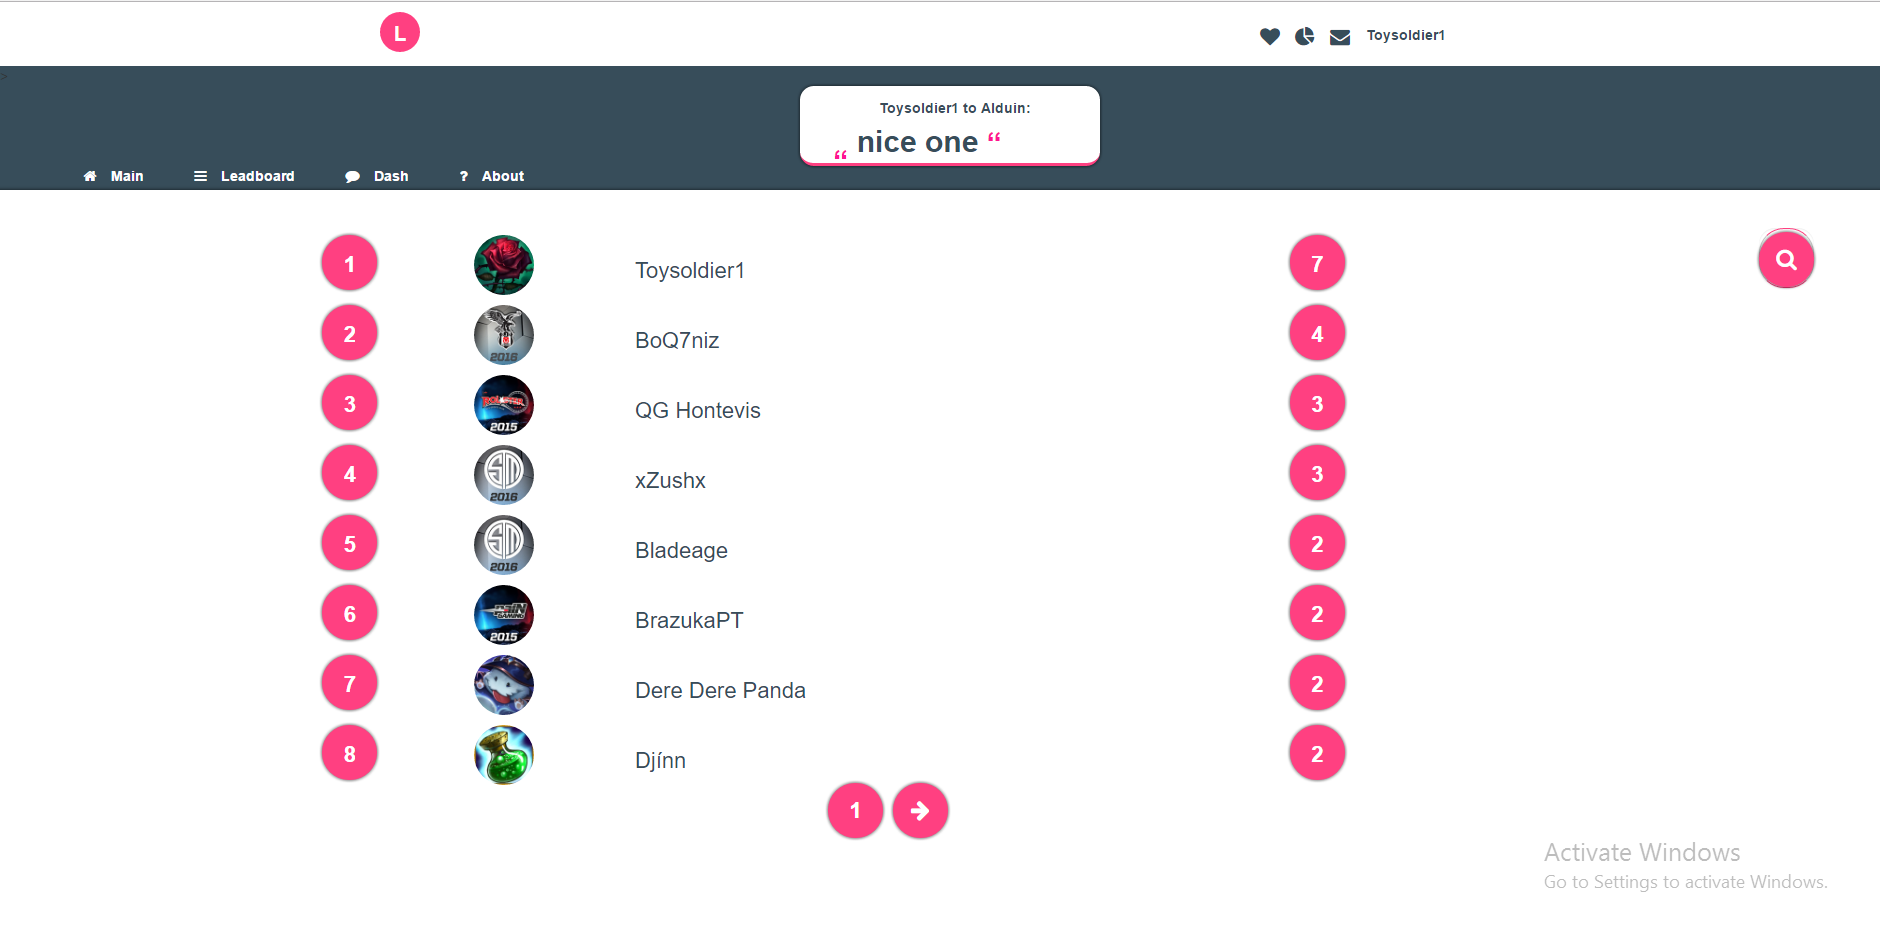 L
Toysoldier1
>
Toysoldier1 to Alduin:
“ nice one “
Main Leadboard Dash ? About
1 Toysoldier1 7
2 2016 BoQ7niz 4
3 2015 QG Hontevis 3
4 2016 xZushx 3
5 2016 Bladeage 2
6 paiN GAMING 2015 BrazukaPT 2
7 Dere Dere Panda 2
8 Djínn 2
1
Activate Windows
Go to Settings to activate Windows.